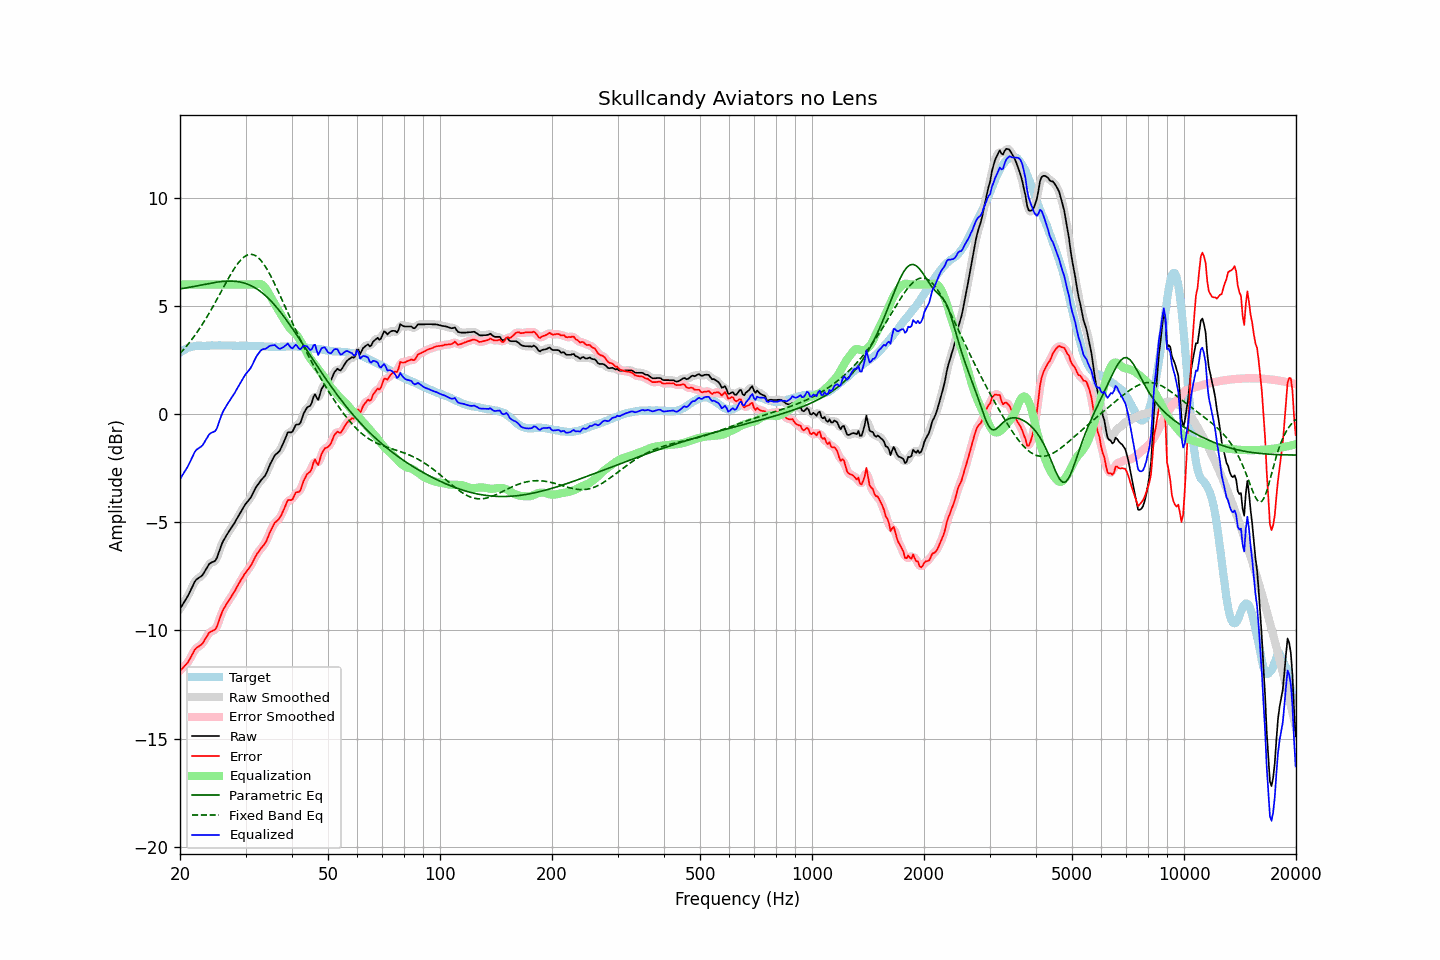 Skullcandy Aviators no Lens
Amplitude (dBr)
10
5
0
−5
−10
−15
−20
Target
Raw Smoothed
Error Smoothed
Raw
Error
Equalization
Parametric Eq
Fixed Band Eq
Equalized
20 50 100 200 500 1000 2000 5000 10000 20000
Frequency (Hz)